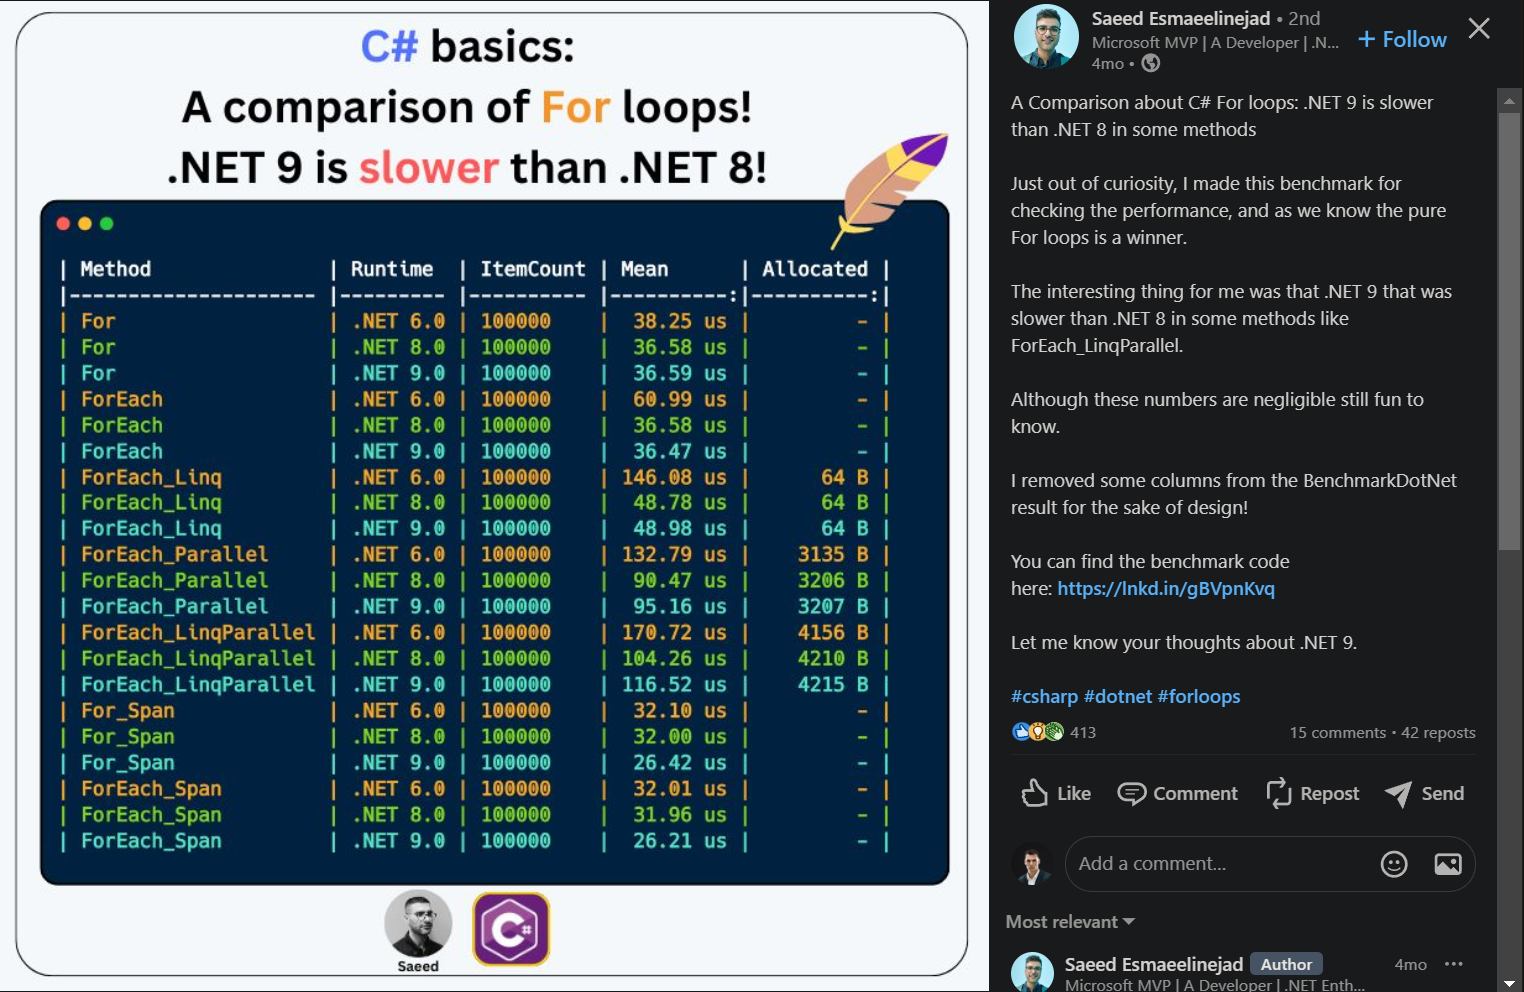 C# basics:
A comparison of For loops!
.NET 9 is slower than .NET 8!
| Method | Runtime | ItemCount | Mean | Allocated |
|--------------------- |--------- |---------- |----------:|----------:|
| For | .NET 6.0 | 100000 | 38.25 us | - |
| For | .NET 8.0 | 100000 | 36.58 us | - |
| For | .NET 9.0 | 100000 | 36.59 us | - |
| ForEach | .NET 6.0 | 100000 | 60.99 us | - |
| ForEach | .NET 8.0 | 100000 | 36.58 us | - |
| ForEach | .NET 9.0 | 100000 | 36.47 us | - |
| ForEach_Linq | .NET 6.0 | 100000 | 146.08 us | 64 B |
| ForEach_Linq | .NET 8.0 | 100000 | 48.78 us | 64 B |
| ForEach_Linq | .NET 9.0 | 100000 | 48.98 us | 64 B |
| ForEach_Parallel | .NET 6.0 | 100000 | 132.79 us | 3135 B |
| ForEach_Parallel | .NET 8.0 | 100000 | 90.47 us | 3206 B |
| ForEach_Parallel | .NET 9.0 | 100000 | 95.16 us | 3207 B |
| ForEach_LinqParallel | .NET 6.0 | 100000 | 170.72 us | 4156 B |
| ForEach_LinqParallel | .NET 8.0 | 100000 | 104.26 us | 4210 B |
| ForEach_LinqParallel | .NET 9.0 | 100000 | 116.52 us | 4215 B |
| For_Span | .NET 6.0 | 100000 | 32.10 us | - |
| For_Span | .NET 8.0 | 100000 | 32.00 us | - |
| For_Span | .NET 9.0 | 100000 | 26.42 us | - |
| ForEach_Span | .NET 6.0 | 100000 | 32.01 us | - |
| ForEach_Span | .NET 8.0 | 100000 | 31.96 us | - |
| ForEach_Span | .NET 9.0 | 100000 | 26.21 us | - |
C#
Saeed
Saeed Esmaeelinejad • 2nd
Microsoft MVP | A Developer | .N...
4mo •
+ Follow
A Comparison about C# For loops: .NET 9 is slower
than .NET 8 in some methods
Just out of curiosity, I made this benchmark for
checking the performance, and as we know the pure
For loops is a winner.
The interesting thing for me was that .NET 9 that was
slower than .NET 8 in some methods like
ForEach_LinqParallel.
Although these numbers are negligible still fun to
know.
I removed some columns from the BenchmarkDotNet
result for the sake of design!
You can find the benchmark code
here: https://lnkd.in/gBVpnKvq
Let me know your thoughts about .NET 9.
#csharp #dotnet #forloops
413
15 comments • 42 reposts
Like
Comment
Repost
Send
Add a comment...
Most relevant
Saeed Esmaeelinejad Author
4mo ...
Microsoft MVP | A Developer | .NET Enth...